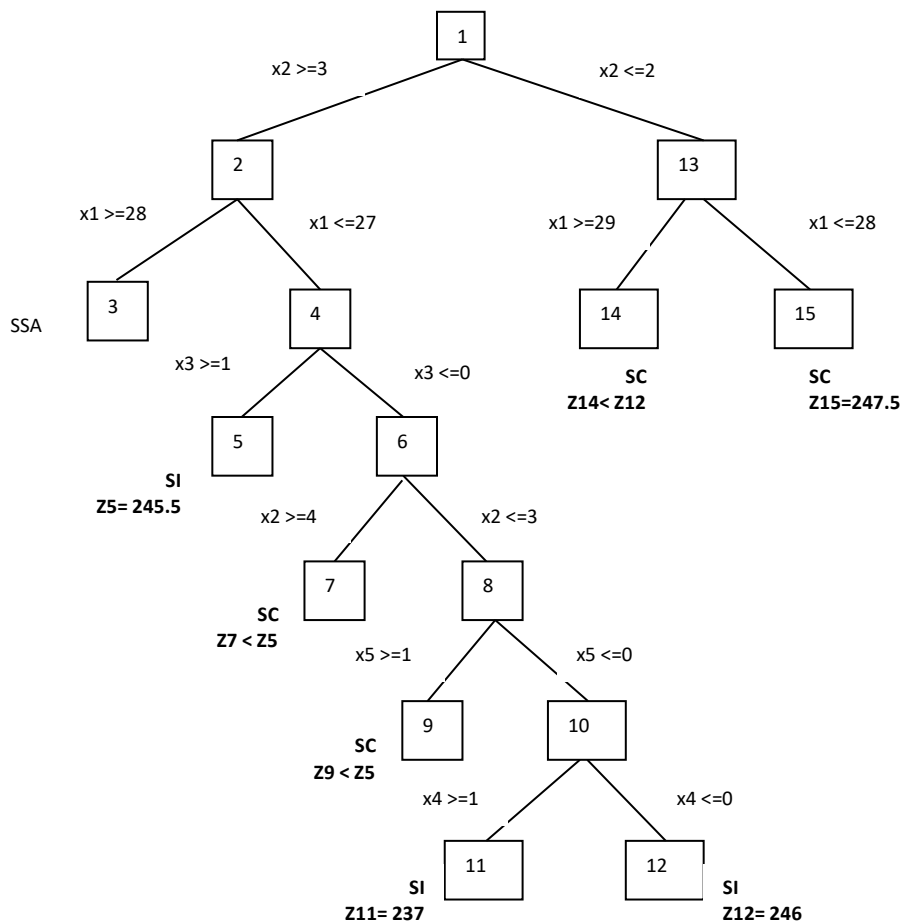 1
x2 >=3
x2 <=2
2
13
x1 >=28
x1 <=27
x1 >=29
x1 <=28
3
4
14
15
SSA
x3 >=1
x3 <=0
SC
Z14< Z12
SC
Z15=247.5
5
6
SI
Z5= 245.5
x2 >=4
x2 <=3
7
8
SC
Z7 < Z5
x5 >=1
x5 <=0
9
10
SC
Z9 < Z5
x4 >=1
x4 <=0
11
12
SI
Z11= 237
SI
Z12= 246